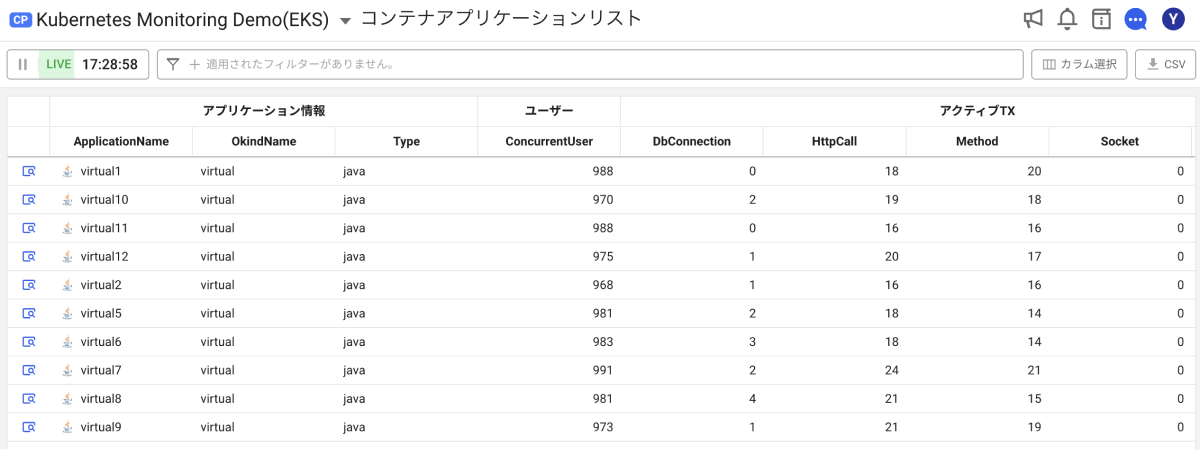 CP Kubernetes Monitoring Demo(EKS) コンテナアプリケーションリスト Y
LIVE 17:28:58 適用されたフィルターがありません。 カラム選択 CSV
アプリケーション情報 ユーザー アクティブTX
ApplicationName OkindName Type ConcurrentUser DbConnection HttpCall Method Socket
virtual1 virtual java 988 0 18 20 0
virtual10 virtual java 970 2 19 18 0
virtual11 virtual java 988 0 16 16 0
virtual12 virtual java 975 1 20 17 0
virtual2 virtual java 968 1 16 16 0
virtual5 virtual java 981 2 18 14 0
virtual6 virtual java 983 3 18 14 0
virtual7 virtual java 991 2 24 21 0
virtual8 virtual java 981 4 21 15 0
virtual9 virtual java 973 1 21 19 0